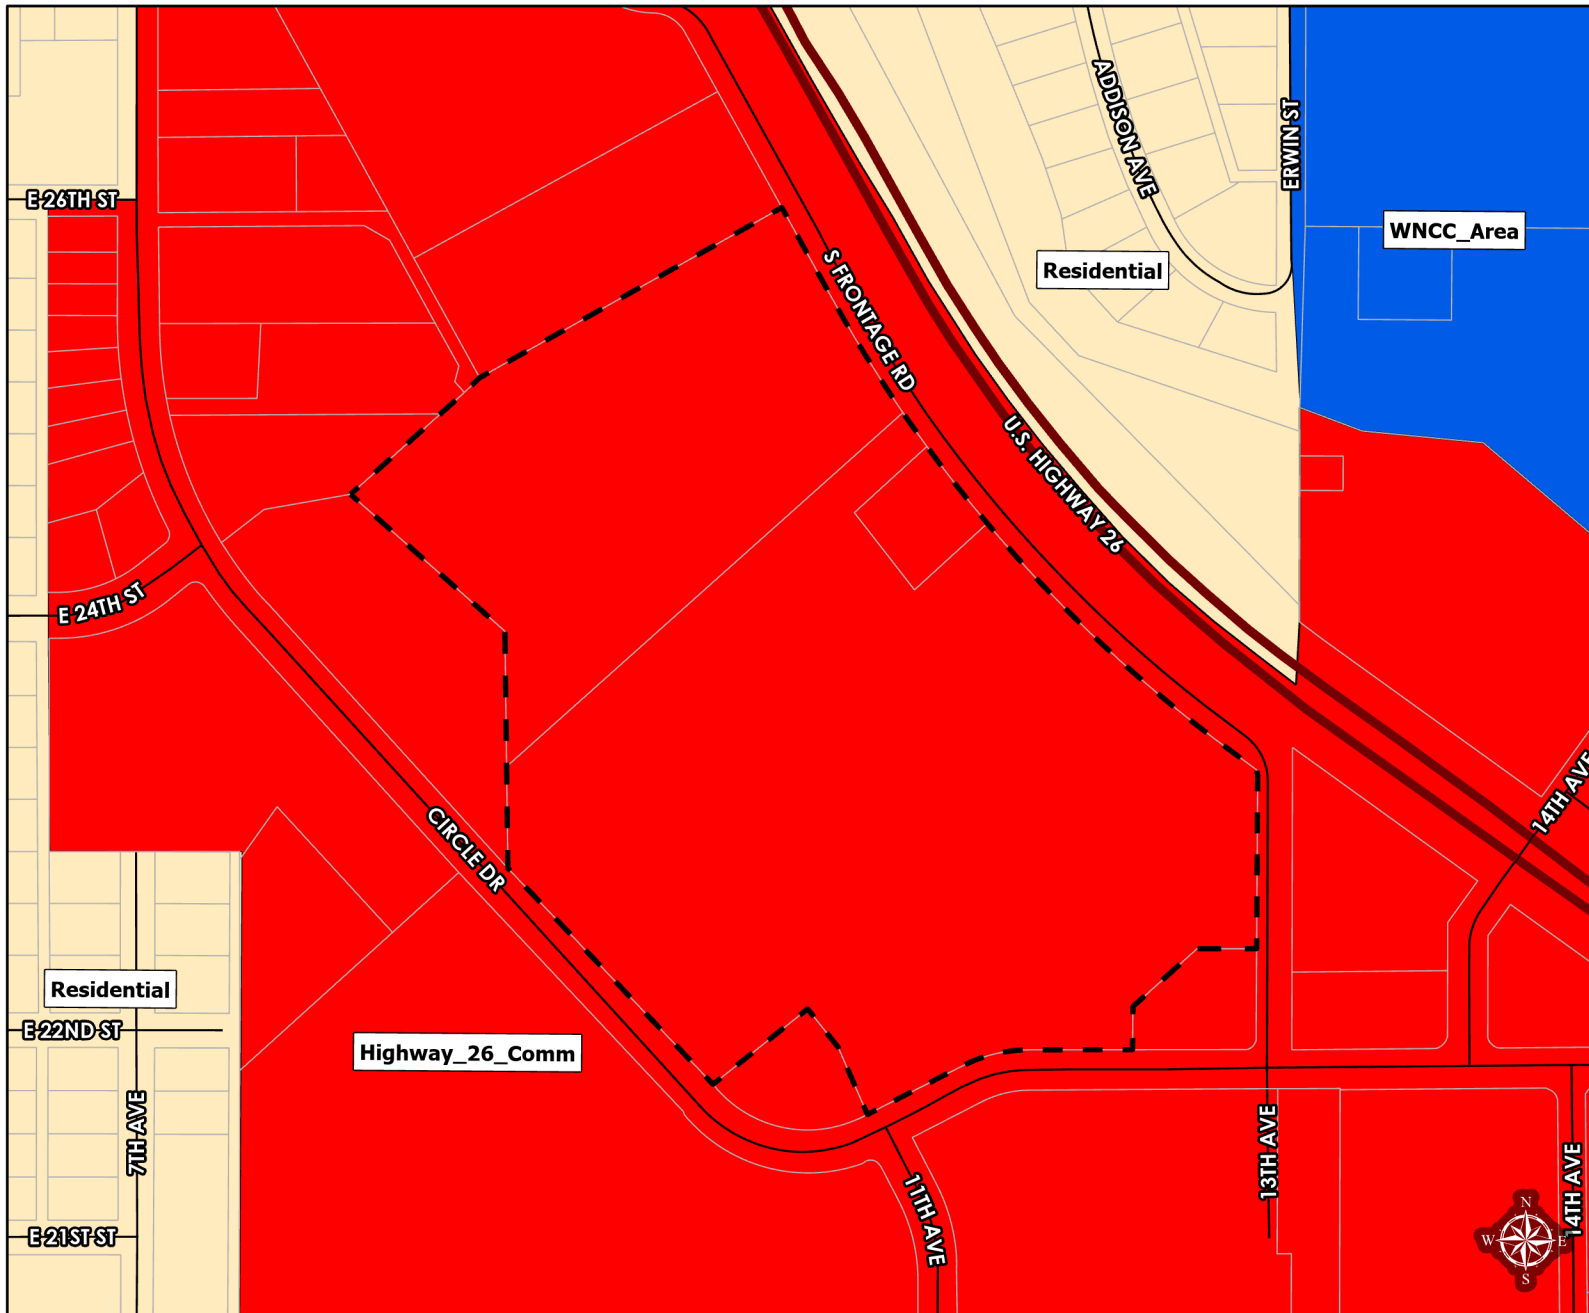 ADDISON AVE
ERWIN ST
E 26TH ST
WNCC_Area
S FRONTAGE RD
Residential
U.S. HIGHWAY 26
E 24TH ST
14TH AVE
CIRCLE DR
Residential
E 22ND ST
Highway_26_Comm
7TH AVE
13TH AVE
11TH AVE
14TH AVE
E 21ST ST
N
W E
S